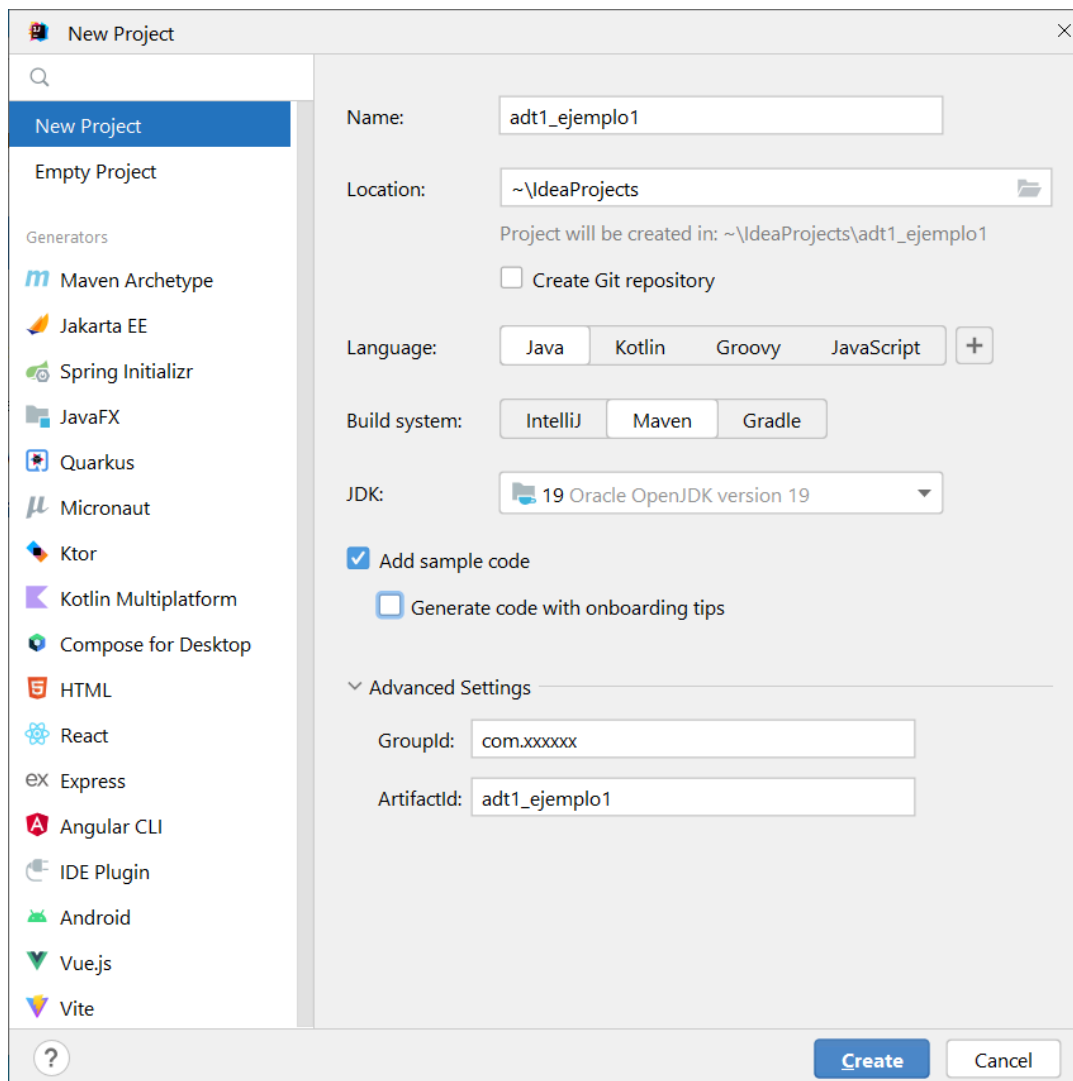 New Project
New Project
Empty Project
Generators
Maven Archetype
Jakarta EE
Spring Initializr
JavaFX
Quarkus
Micronaut
Ktor
Kotlin Multiplatform
Compose for Desktop
HTML
React
ex Express
Angular CLI
IDE Plugin
Android
Vue.js
Vite
Name: adt1_ejemplo1
Location: ~\IdeaProjects
Project will be created in: ~\IdeaProjects\adt1_ejemplo1
Create Git repository
Language: Java Kotlin Groovy JavaScript +
Build system: IntelliJ Maven Gradle
JDK: 19 Oracle OpenJDK version 19
Add sample code
Generate code with onboarding tips
Advanced Settings
GroupId: com.xxxxxx
ArtifactId: adt1_ejemplo1
? Create Cancel